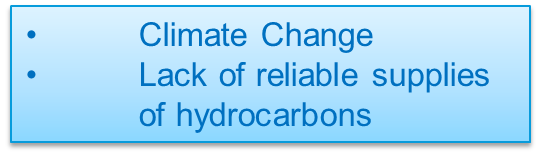 • Climate Change
• Lack of reliable supplies
of hydrocarbons